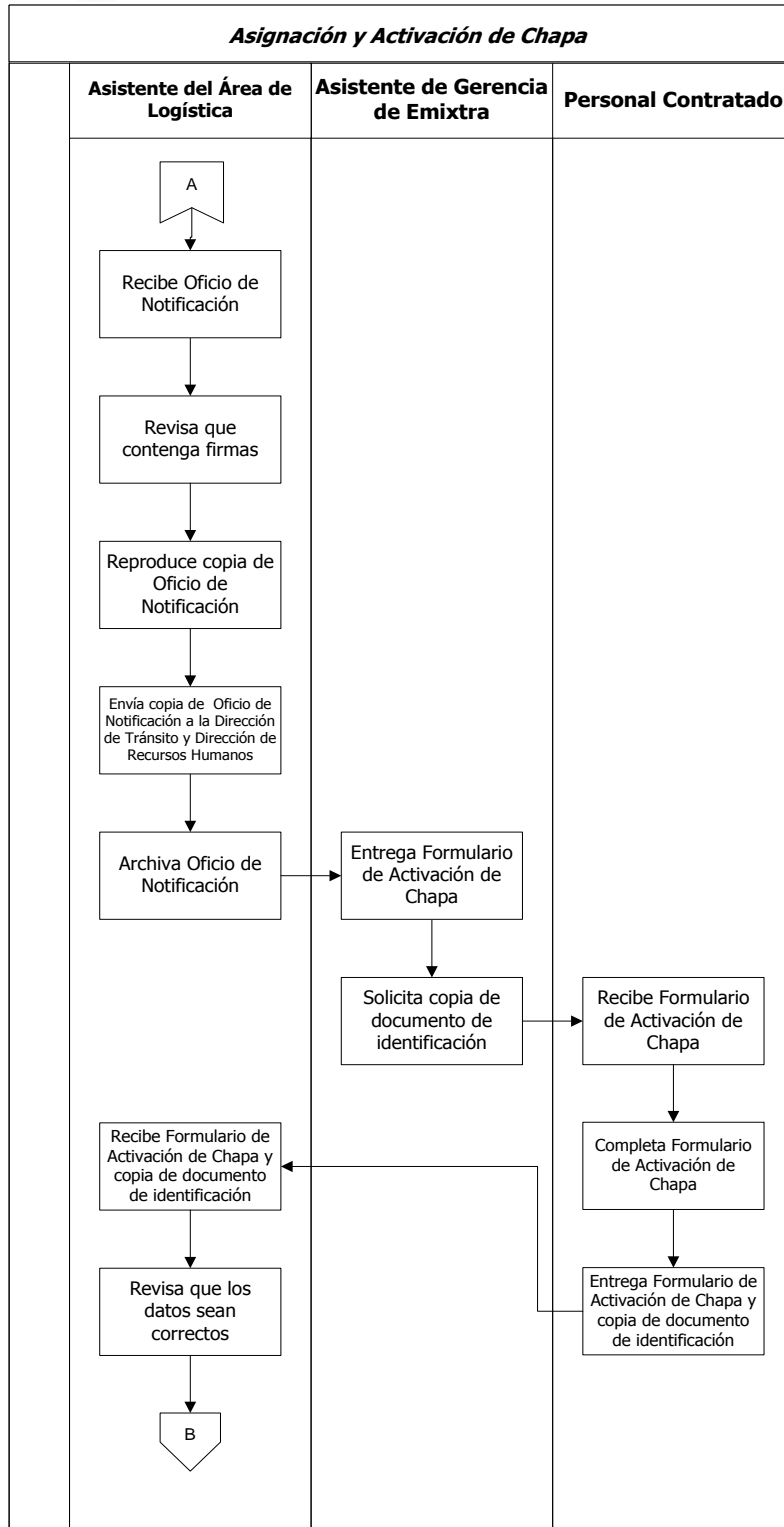 Asignación y Activación de Chapa
Asistente del Área de
Logística
Asistente de Gerencia
de Emixtra
Personal Contratado
A
Recibe Oficio de
Notificación
Revisa que
contenga firmas
Reproduce copia de
Oficio de
Notificación
Envía copia de Oficio de
Notificación a la Dirección
de Tránsito y Dirección de
Recursos Humanos
Archiva Oficio de
Notificación
Entrega Formulario
de Activación de
Chapa
Solicita copia de
documento de
identificación
Recibe Formulario
de Activación de
Chapa
Completa Formulario
de Activación de
Chapa
Entrega Formulario de
Activación de Chapa y
copia de documento
de identificación
Recibe Formulario de
Activación de Chapa y
copia de documento
de identificación
Revisa que los
datos sean
correctos
B